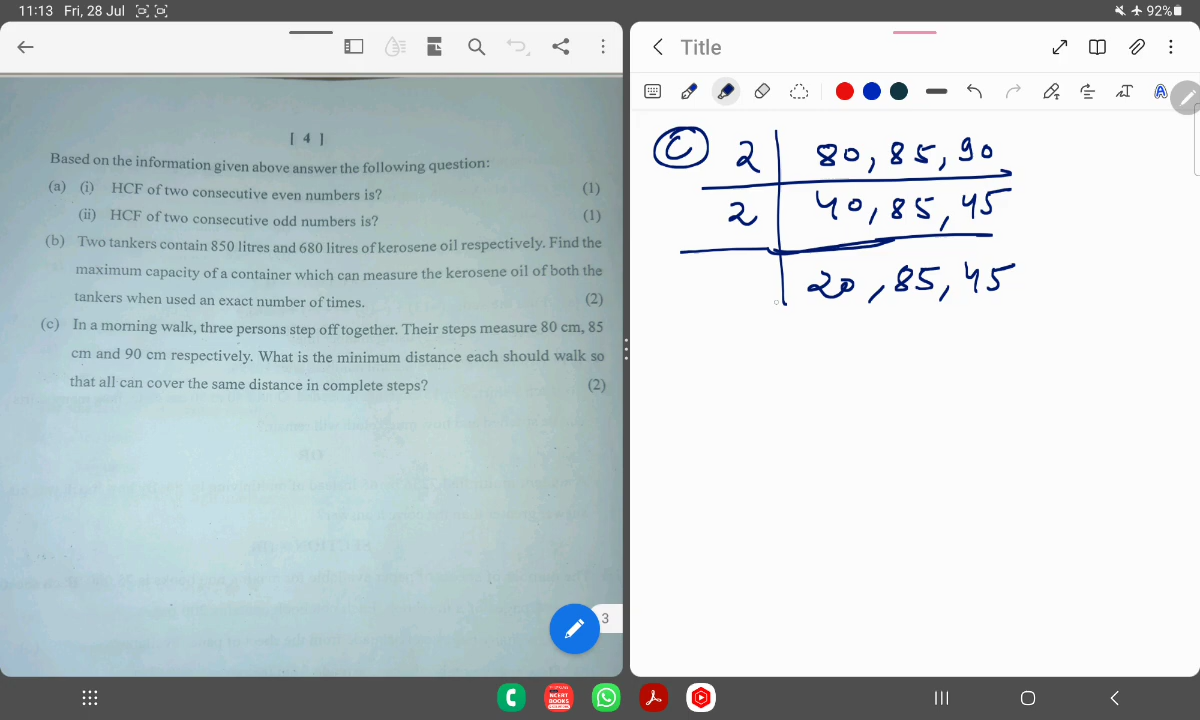 11:13 Fri, 28 Jul
92%
[ 4 ]
Based on the information given above answer the following question:
(a) (i) HCF of two consecutive even numbers is? (1)
(ii) HCF of two consecutive odd numbers is? (1)
(b) Two tankers contain 850 litres and 680 litres of kerosene oil respectively. Find the
maximum capacity of a container which can measure the kerosene oil of both the
tankers when used an exact number of times. (2)
(c) In a morning walk, three persons step off together. Their steps measure 80 cm, 85
cm and 90 cm respectively. What is the minimum distance each should walk so
that all can cover the same distance in complete steps? (2)
3
Title
C 2 80, 85, 90
2 40, 85, 45
20, 85, 45
NCERT
BOOKS